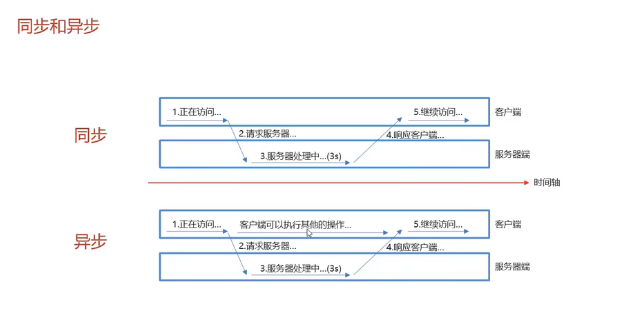 同步和异步
1.正在访问... 5.继续访问... 客户端
同步 2.请求服务器... 4.响应客户端...
3.服务器处理中...(3s) 服务器端
时间轴
1.正在访问... 客户端可以执行其他的操作... 5.继续访问... 客户端
异步 2.请求服务器... 4.响应客户端...
3.服务器处理中...(3s) 服务器端